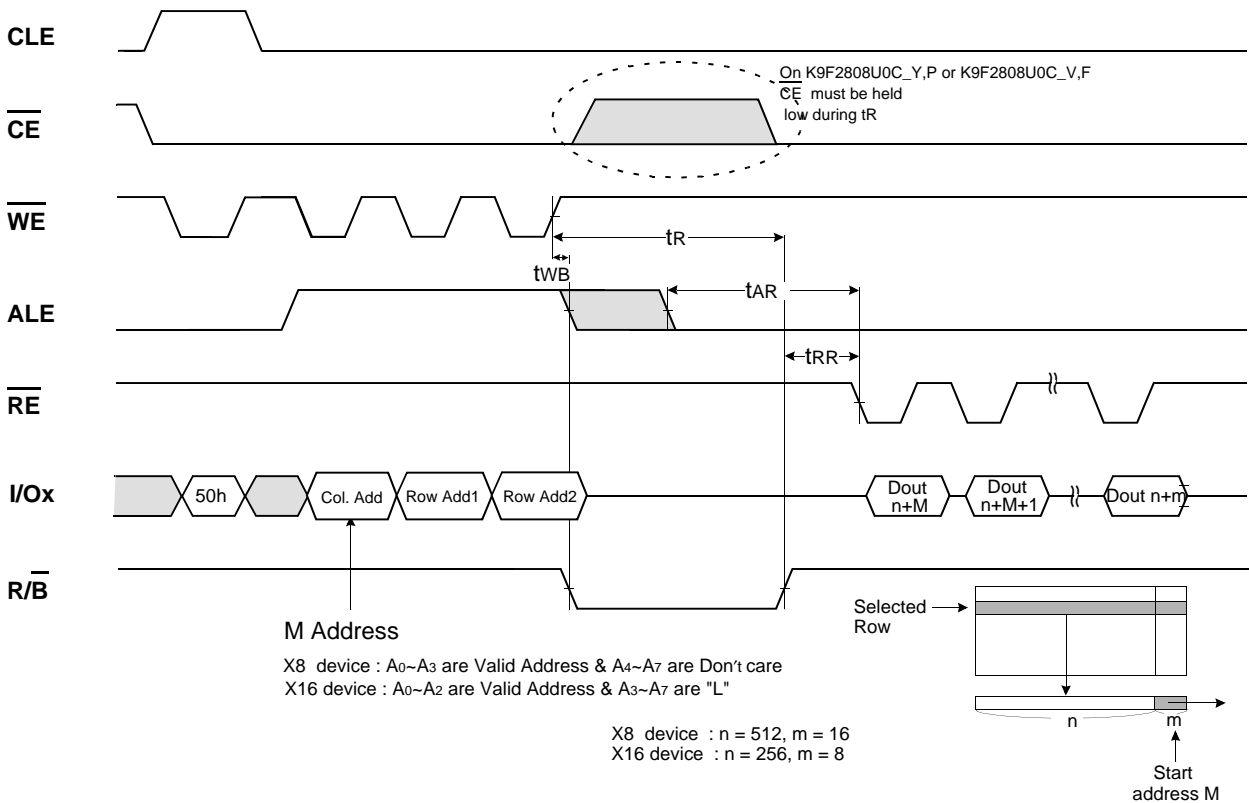 CLE
On K9F2808U0C_Y,P or K9F2808U0C_V,F
CE must be held
low during tR
CE
WE
tR
tWB
ALE
tAR
tRR
RE
I/Ox
50h
Col. Add
Row Add1
Row Add2
Dout
n+M
Dout
n+M+1
Dout n+m
R/B
Selected
Row
M Address
X8 device : A0~A3 are Valid Address & A4~A7 are Don't care
X16 device : A0~A2 are Valid Address & A3~A7 are "L"
n
m
X8 device : n = 512, m = 16
X16 device : n = 256, m = 8
Start
address M